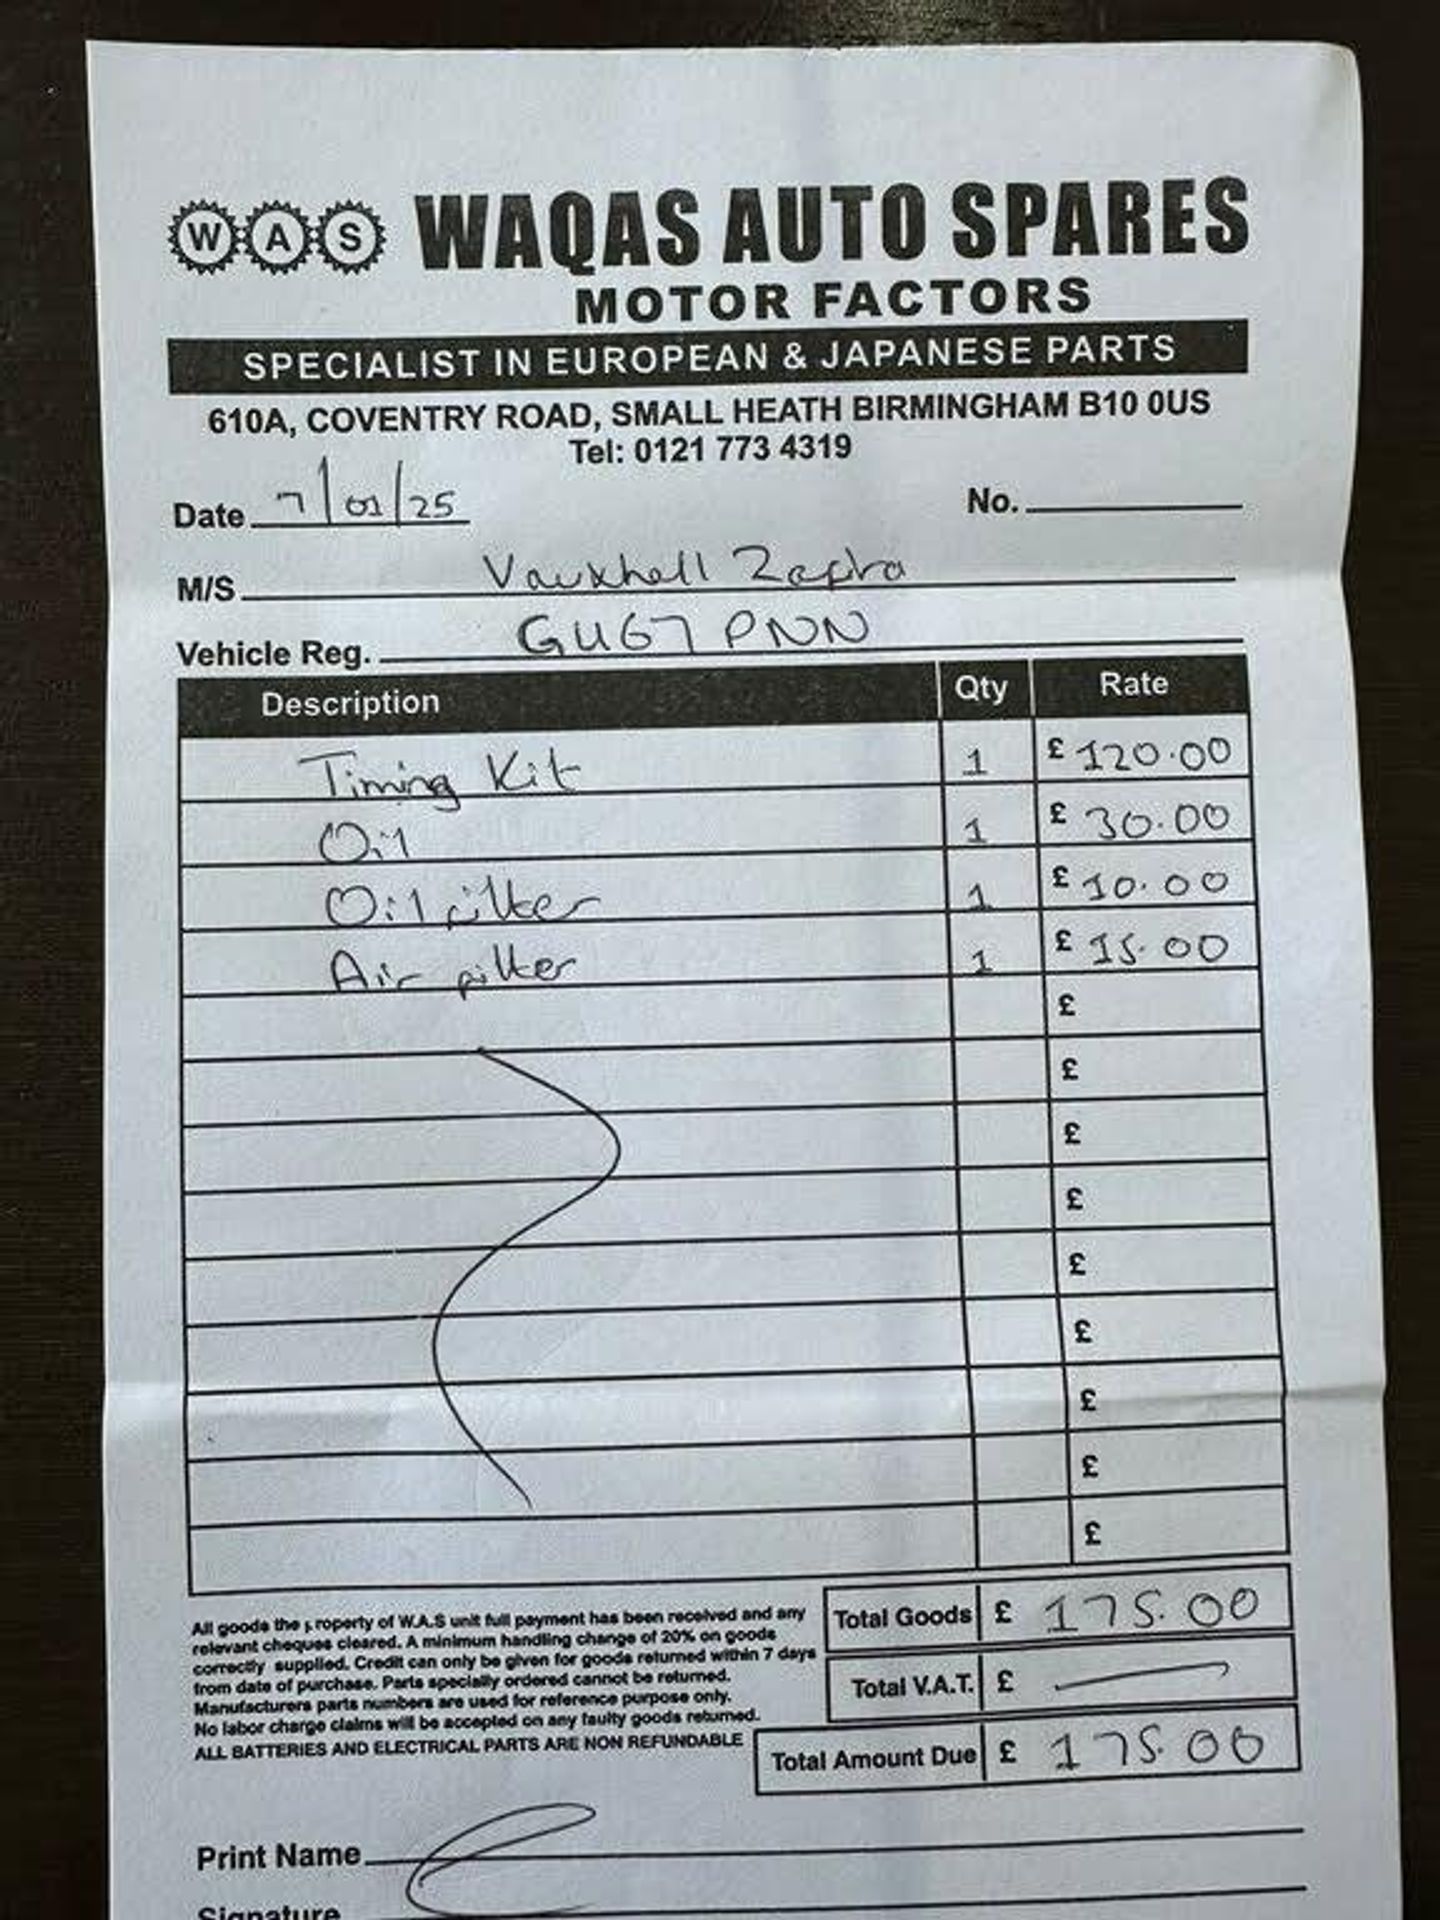 W A S WAQAS AUTO SPARES
MOTOR FACTORS
SPECIALIST IN EUROPEAN & JAPANESE PARTS
610A, COVENTRY ROAD, SMALL HEATH BIRMINGHAM B10 0US
Tel: 0121 773 4319
Date 7/01/25 No.
M/S Vauxhall Zafira
Vehicle Reg. GU67 PNN
Description Qty Rate
Timing Kit 1 £ 120.00
Oil 1 £ 30.00
Oil filter 1 £ 10.00
Air filter 1 £ 15.00
£
£
£
£
£
£
£
£
£
All goods the property of W.A.S unit full payment has been received and any
relevant cheques cleared. A minimum handling change of 20% on goods
correctly supplied. Credit can only be given for goods returned within 7 days
from date of purchase. Parts specially ordered cannot be returned.
Manufacturers parts numbers are used for reference purpose only.
No labor charge claims will be accepted on any faulty goods returned.
ALL BATTERIES AND ELECTRICAL PARTS ARE NON REFUNDABLE
Total Goods £ 175.00
Total V.A.T. £ —
Total Amount Due £ 175.00
Print Name
Signature